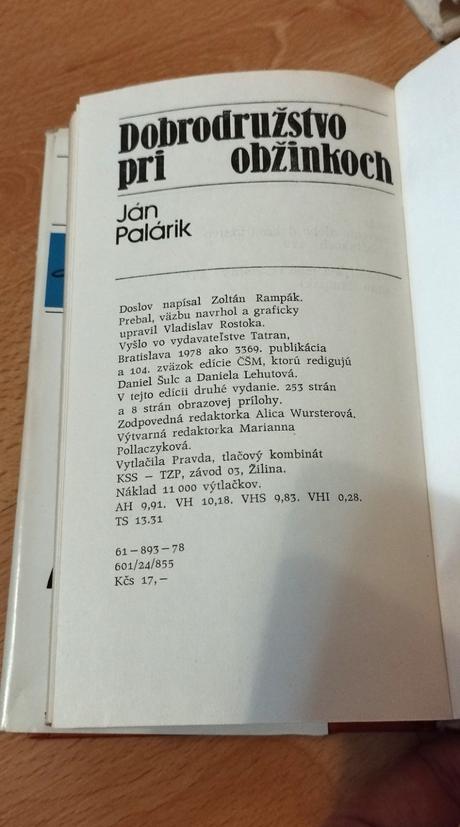 Dobrodružstvo
pri obžinkoch
Ján
Palárik
Doslov napísal Zoltán Rampák.
Prebal, väzbu navrhol a graficky
upravil Vladislav Rostoka.
Vyšlo vo vydavateľstve Tatran,
Bratislava 1978 ako 3369. publikácia
a 104. zväzok edície ČSM, ktorú redigujú
Daniel Šulc a Daniela Lehutová.
V tejto edícii druhé vydanie. 253 strán
a 8 strán obrazovej prílohy.
Zodpovedná redaktorka Alica Wursterová.
Výtvarná redaktorka Marianna
Pollaczyková.
Vytlačila Pravda, tlačový kombinát
KSS — TZP, závod 03, Žilina.
Náklad 11 000 výtlačkov.
AH 9,91. VH 10,18. VHS 9,83. VHI 0,28.
TS 13.31
61—893—78
601/24/855
Kčs 17,—